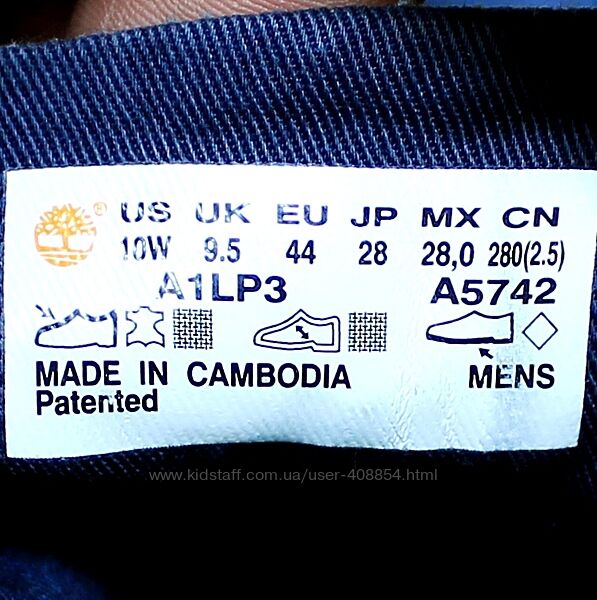 ® US UK EU JP MX CN
10W 9.5 44 28 28,0 280(2.5)
A1LP3 A5742
MADE IN CAMBODIA MENS
Patented
www.kidstaff.com.ua/user-408854.html